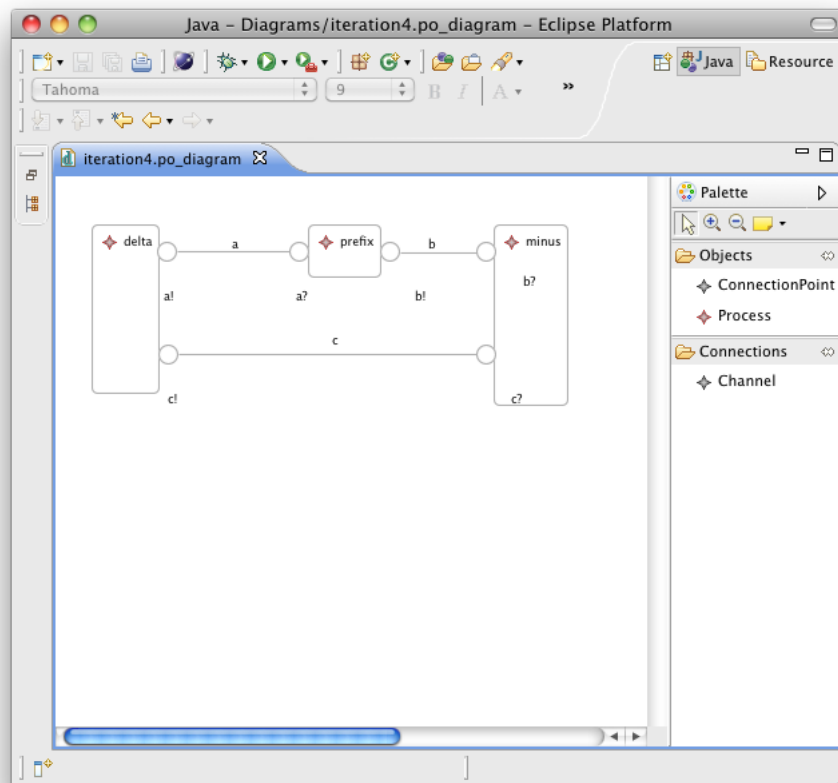 Java – Diagrams/iteration4.po_diagram – Eclipse Platform
Java Resource
Tahoma 9 B I A »
iteration4.po_diagram
Palette
delta a prefix b minus
Objects
b?
ConnectionPoint
a! a? b!
Process
c
Connections
Channel
c! c?